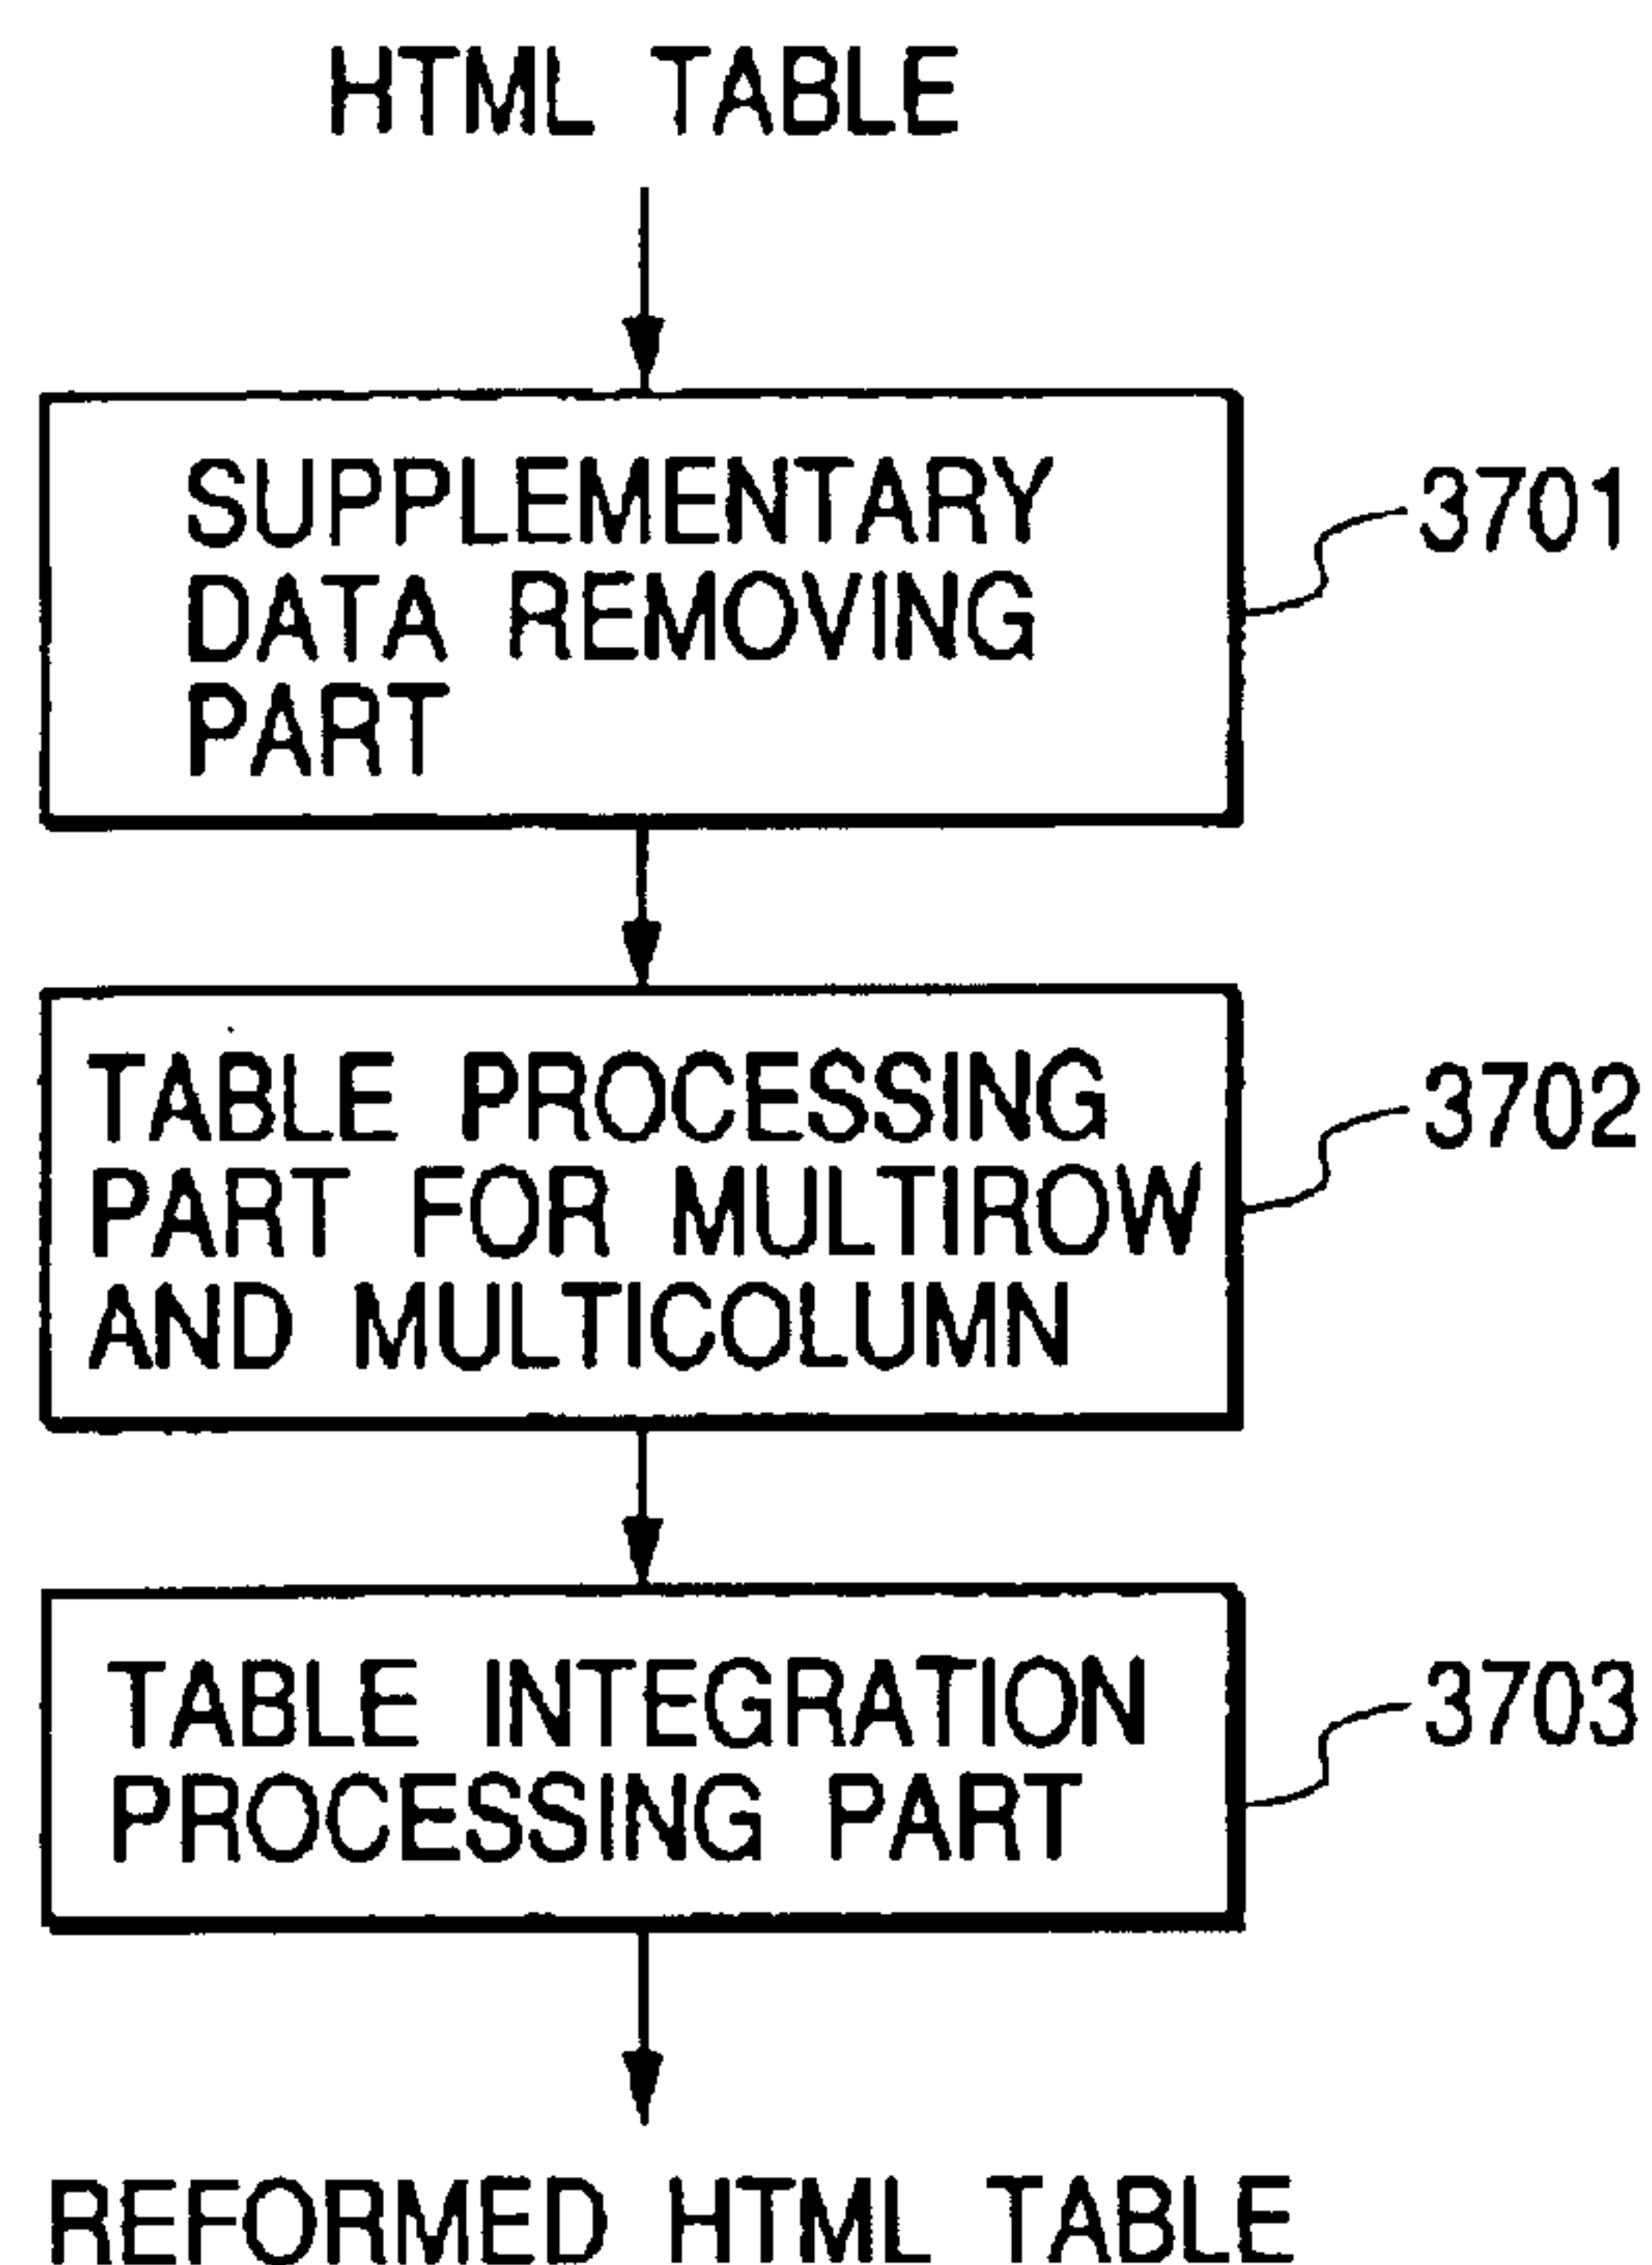 HTML TABLE
SUPPLEMENTARY
DATA REMOVING
PART
3701
TABLE PROCESSING
PART FOR MULTIROW
AND MULTICOLUMN
3702
TABLE INTEGRATION
PROCESSING PART
3703
REFORMED HTML TABLE